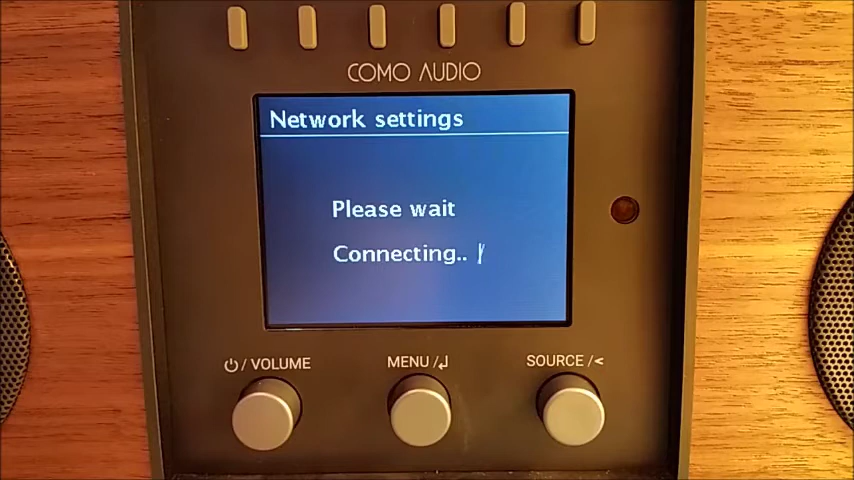 COMO AUDIO
Network settings
Please wait
Connecting..
/ VOLUME
MENU /
SOURCE / <